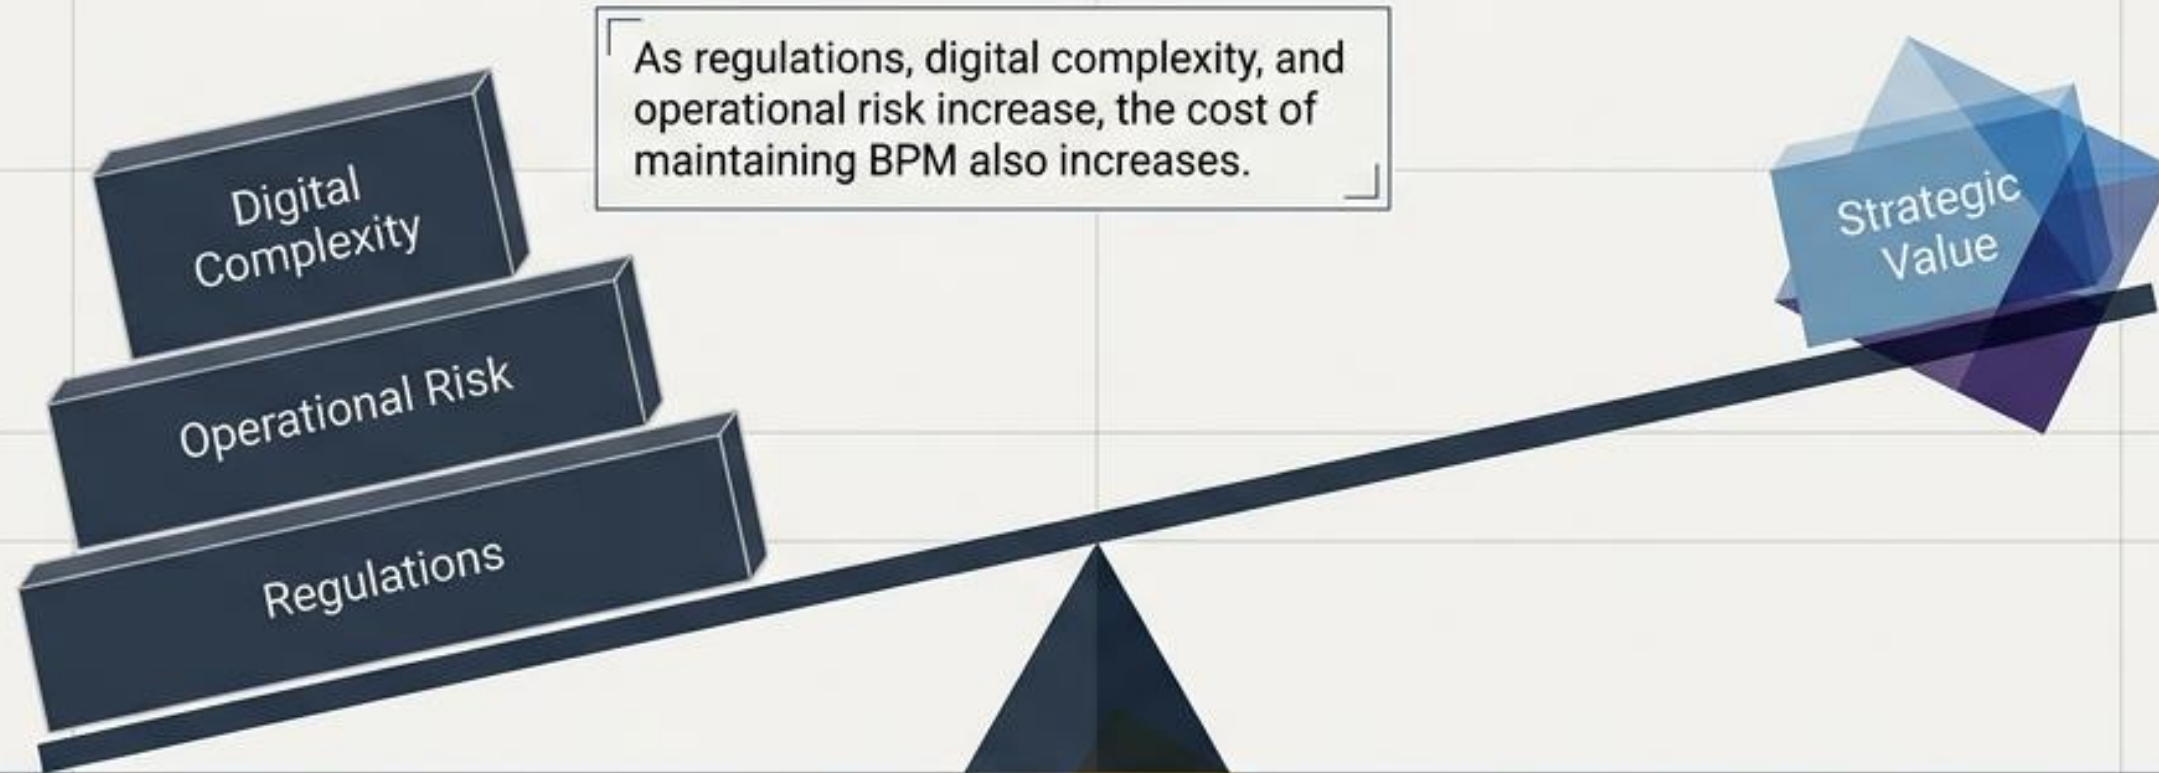 As regulations, digital complexity, and
operational risk increase, the cost of
maintaining BPM also increases.
Digital
Complexity
Operational Risk
Regulations
Strategic
Value